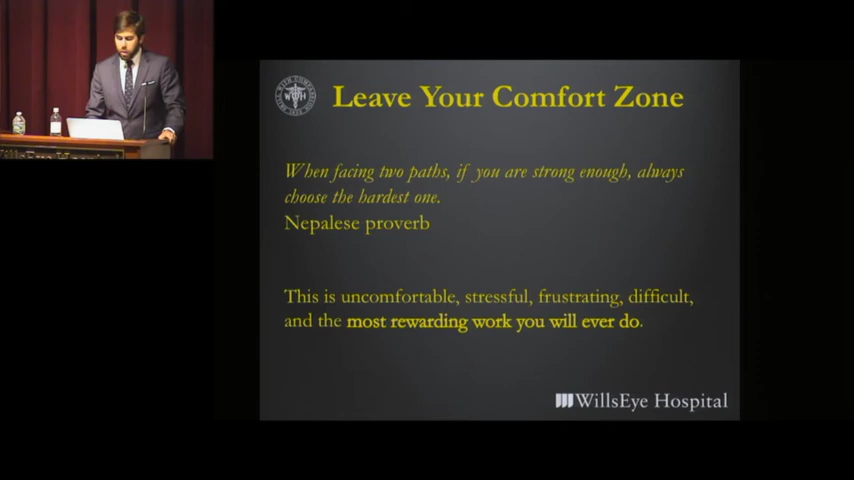 Leave Your Comfort Zone
When facing two paths, if you are strong enough, always
choose the hardest one.
Nepalese proverb
This is uncomfortable, stressful, frustrating, difficult,
and the most rewarding work you will ever do.
WillsEye Hospital